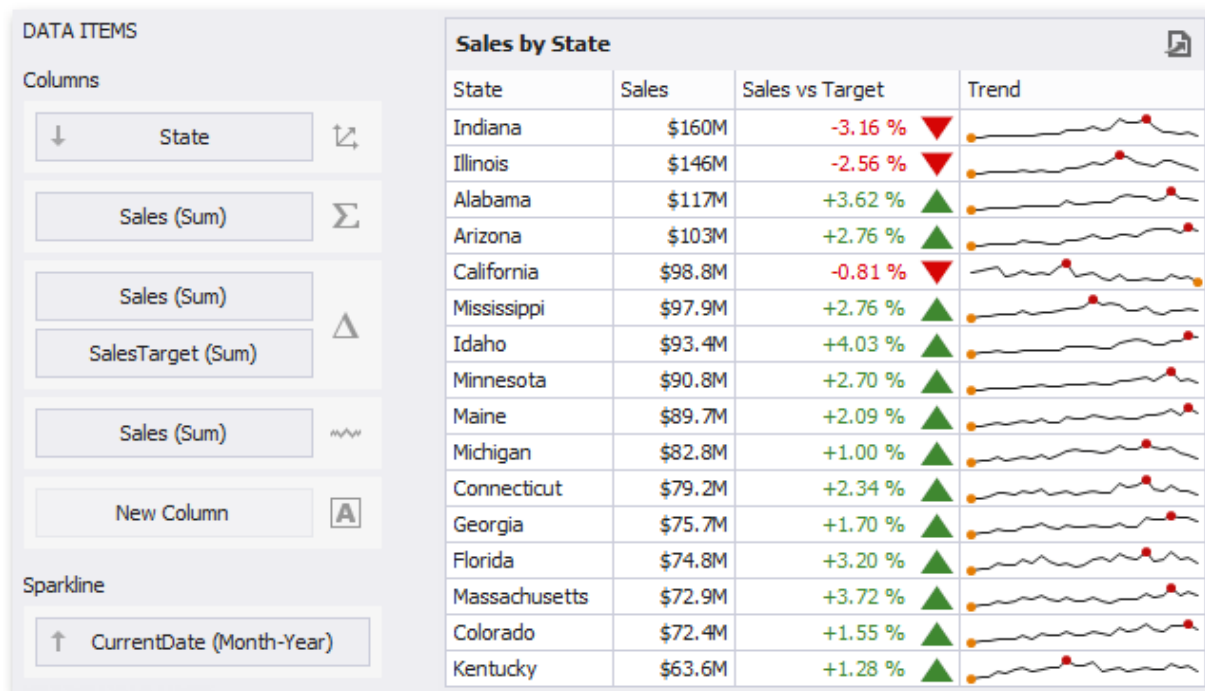 DATA ITEMS
Columns
State
Sales (Sum)
Σ
Sales (Sum)
SalesTarget (Sum)
Δ
Sales (Sum)
New Column
A
Sparkline
CurrentDate (Month-Year)
Sales by State
State Sales Sales vs Target Trend
Indiana $160M -3.16 %
Illinois $146M -2.56 %
Alabama $117M +3.62 %
Arizona $103M +2.76 %
California $98.8M -0.81 %
Mississippi $97.9M +2.76 %
Idaho $93.4M +4.03 %
Minnesota $90.8M +2.70 %
Maine $89.7M +2.09 %
Michigan $82.8M +1.00 %
Connecticut $79.2M +2.34 %
Georgia $75.7M +1.70 %
Florida $74.8M +3.20 %
Massachusetts $72.9M +3.72 %
Colorado $72.4M +1.55 %
Kentucky $63.6M +1.28 %